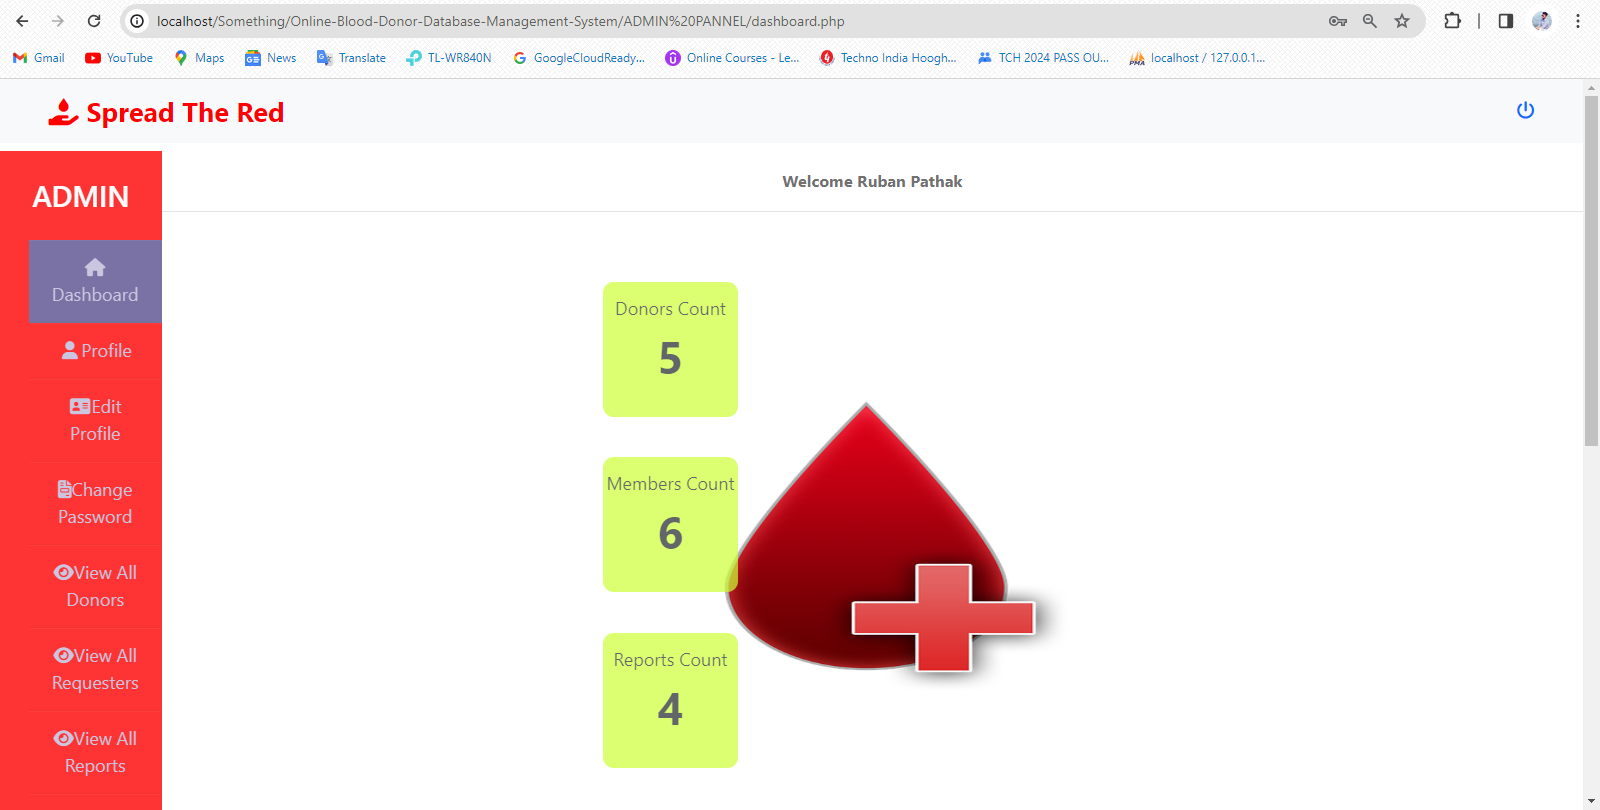 localhost/Something/Online-Blood-Donor-Database-Management-System/ADMIN%20PANNEL/dashboard.php
Gmail YouTube Maps News Translate TL-WR840N GoogleCloudReady... Online Courses - Le... Techno India Hoogh... TCH 2024 PASS OU... PMA localhost / 127.0.0.1...
Spread The Red
ADMIN
Dashboard
Profile
Edit
Profile
Change
Password
View All
Donors
View All
Requesters
View All
Reports
Welcome Ruban Pathak
Donors Count
5
Members Count
6
Reports Count
4